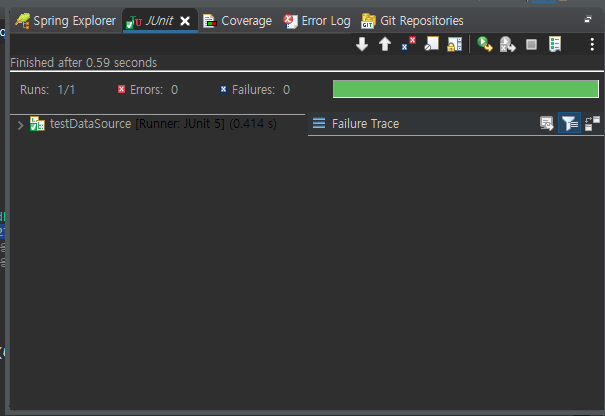 Spring Explorer JUnit Coverage Error Log Git Repositories
Finished after 0.59 seconds
Runs: 1/1 Errors: 0 Failures: 0
testDataSource [Runner: JUnit 5] (0.414 s)
Failure Trace